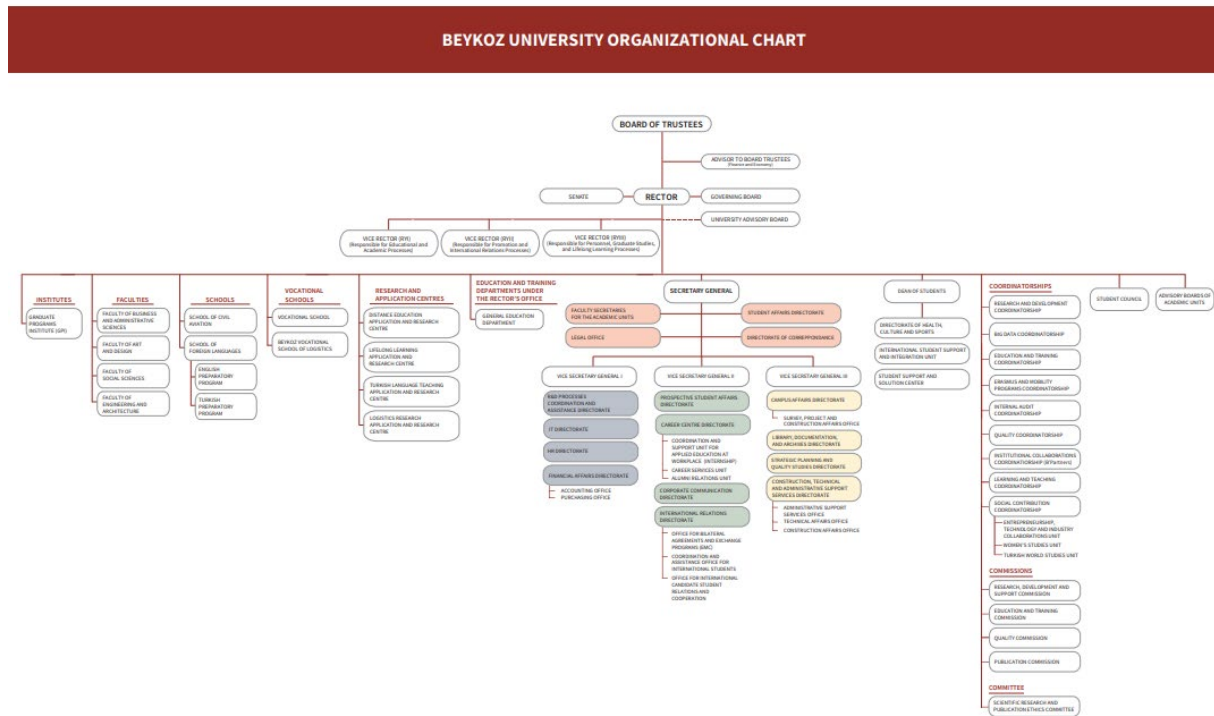 BEYKOZ UNIVERSITY ORGANIZATIONAL CHART
BOARD OF TRUSTEES
ADVISOR TO BOARD TRUSTEES
(Finance and Economy)
SENATE
RECTOR
GOVERNING BOARD
UNIVERSITY ADVISORY BOARD
VICE RECTOR (RYI)
(Responsible for Educational and
Academic Processes)
VICE RECTOR (RYII)
(Responsible for Promotion and
International Relations Processes)
VICE RECTOR (RYIII)
(Responsible for Personnel, Graduate Studies,
and Lifelong Learning Processes)
INSTITUTES
GRADUATE
PROGRAMS
INSTITUTE (GPI)
FACULTIES
FACULTY OF BUSINESS
AND ADMINISTRATIVE
SCIENCES
FACULTY OF ART
AND DESIGN
FACULTY OF
SOCIAL SCIENCES
FACULTY OF
ENGINEERING AND
ARCHITECTURE
SCHOOLS
SCHOOL OF CIVIL
AVIATION
SCHOOL OF
FOREIGN LANGUAGES
ENGLISH
PREPARATORY
PROGRAM
TURKISH
PREPARATORY
PROGRAM
VOCATIONAL
SCHOOLS
VOCATIONAL SCHOOL
BEYKOZ VOCATIONAL
SCHOOL OF LOGISTICS
RESEARCH AND
APPLICATION CENTRES
DISTANCE EDUCATION
APPLICATION AND RESEARCH
CENTRE
LIFELONG LEARNING
APPLICATION AND
RESEARCH CENTRE
TURKISH LANGUAGE TEACHING
APPLICATION AND RESEARCH
CENTRE
LOGISTICS RESEARCH
APPLICATION AND RESEARCH
CENTRE
EDUCATION AND TRAINING
DEPARTMENTS UNDER
THE RECTOR'S OFFICE
GENERAL EDUCATION
DEPARTMENT
SECRETARY GENERAL
FACULTY SECRETARIES
FOR THE ACADEMIC UNITS
STUDENT AFFAIRS DIRECTORATE
LEGAL OFFICE
DIRECTORATE OF CORREPPONDANCE
VICE SECRETARY GENERAL I
R&D PROCESSES
COORDINATION AND
ASSISTANCE DIRECTORATE
IT DIRECTORATE
HR DIRECTORATE
FINANCIAL AFFAIRS DIRECTORATE
ACCOUNTING OFFICE
PURCHASING OFFICE
VICE SECRETARY GENERAL II
PROSPECTIVE STUDENT AFFAIRS
DIRECTORATE
CAREER CENTRE DIRECTORATE
COORDINATION AND
SUPPORT UNIT FOR
APPLIED EDUCATION AT
WORKPLACE (INTERNSHIP)
CAREER SERVICES UNIT
ALUMNI RELATIONS UNIT
CORPORATE COMMUNICATION
DIRECTORATE
INTERNATIONAL RELATIONS
DIRECTORATE
OFFICE FOR BILATERAL
AGREEMENTS AND EXCHANGE
PROGRAMS (EMC)
COORDINATION AND
ASSISTANCE OFFICE FOR
INTERNATIONAL STUDENTS
OFFICE FOR INTERNATIONAL
CANDIDATE STUDENT
RELATIONS AND
COOPERATION
VICE SECRETARY GENERAL III
CAMPUS AFFAIRS DIRECTORATE
SURVEY, PROJECT AND
CONSTRUCTION AFFAIRS OFFICE
LIBRARY, DOCUMENTATION,
AND ARCHIVES DIRECTORATE
STRATEGIC PLANNING AND
QUALITY STUDIES DIRECTORATE
CONSTRUCTION, TECHNICAL
AND ADMINISTRATIVE SUPPORT
SERVICES DIRECTORATE
ADMINISTRATIVE SUPPORT
SERVICES OFFICE
TECHNICAL AFFAIRS OFFICE
CONSTRUCTION AFFAIRS OFFICE
DEAN OF STUDENTS
DIRECTORATE OF HEALTH,
CULTURE AND SPORTS
INTERNATIONAL STUDENT SUPPORT
AND INTEGRATION UNIT
STUDENT SUPPORT AND
SOLUTION CENTER
COORDINATORSHIPS
RESEARCH AND DEVELOPMENT
COORDINATORSHIP
BIG DATA COORDINATORSHIP
EDUCATION AND TRAINING
COORDINATORSHIP
ERASMUS AND MOBILITY
PROGRAMS COORDINATORSHIP
INTERNAL AUDIT
COORDINATORSHIP
QUALITY COORDINATORSHIP
INSTITUTIONAL COLLABORATIONS
COORDINATIORSHIP (B'Partners)
LEARNING AND TEACHING
COORDINATORSHIP
SOCIAL CONTRIBUTION
COORDINATORSHIP
ENTREPRENEURSHIP,
TECHNOLOGY AND INDUSTRY
COLLABORATIONS UNIT
WOMEN'S STUDIES UNIT
TURKISH WORLD STUDIES UNIT
COMMISSIONS
RESEARCH, DEVELOPMENT AND
SUPPORT COMMISSION
EDUCATION AND TRAINING
COMMISSION
QUALITY COMMISSION
PUBLICATION COMMISSION
COMMITTEE
SCIENTIFIC RESEARCH AND
PUBLICATION ETHICS COMMITTEE
STUDENT COUNCIL
ADVISORY BOARDS OF
ACADEMIC UNITS